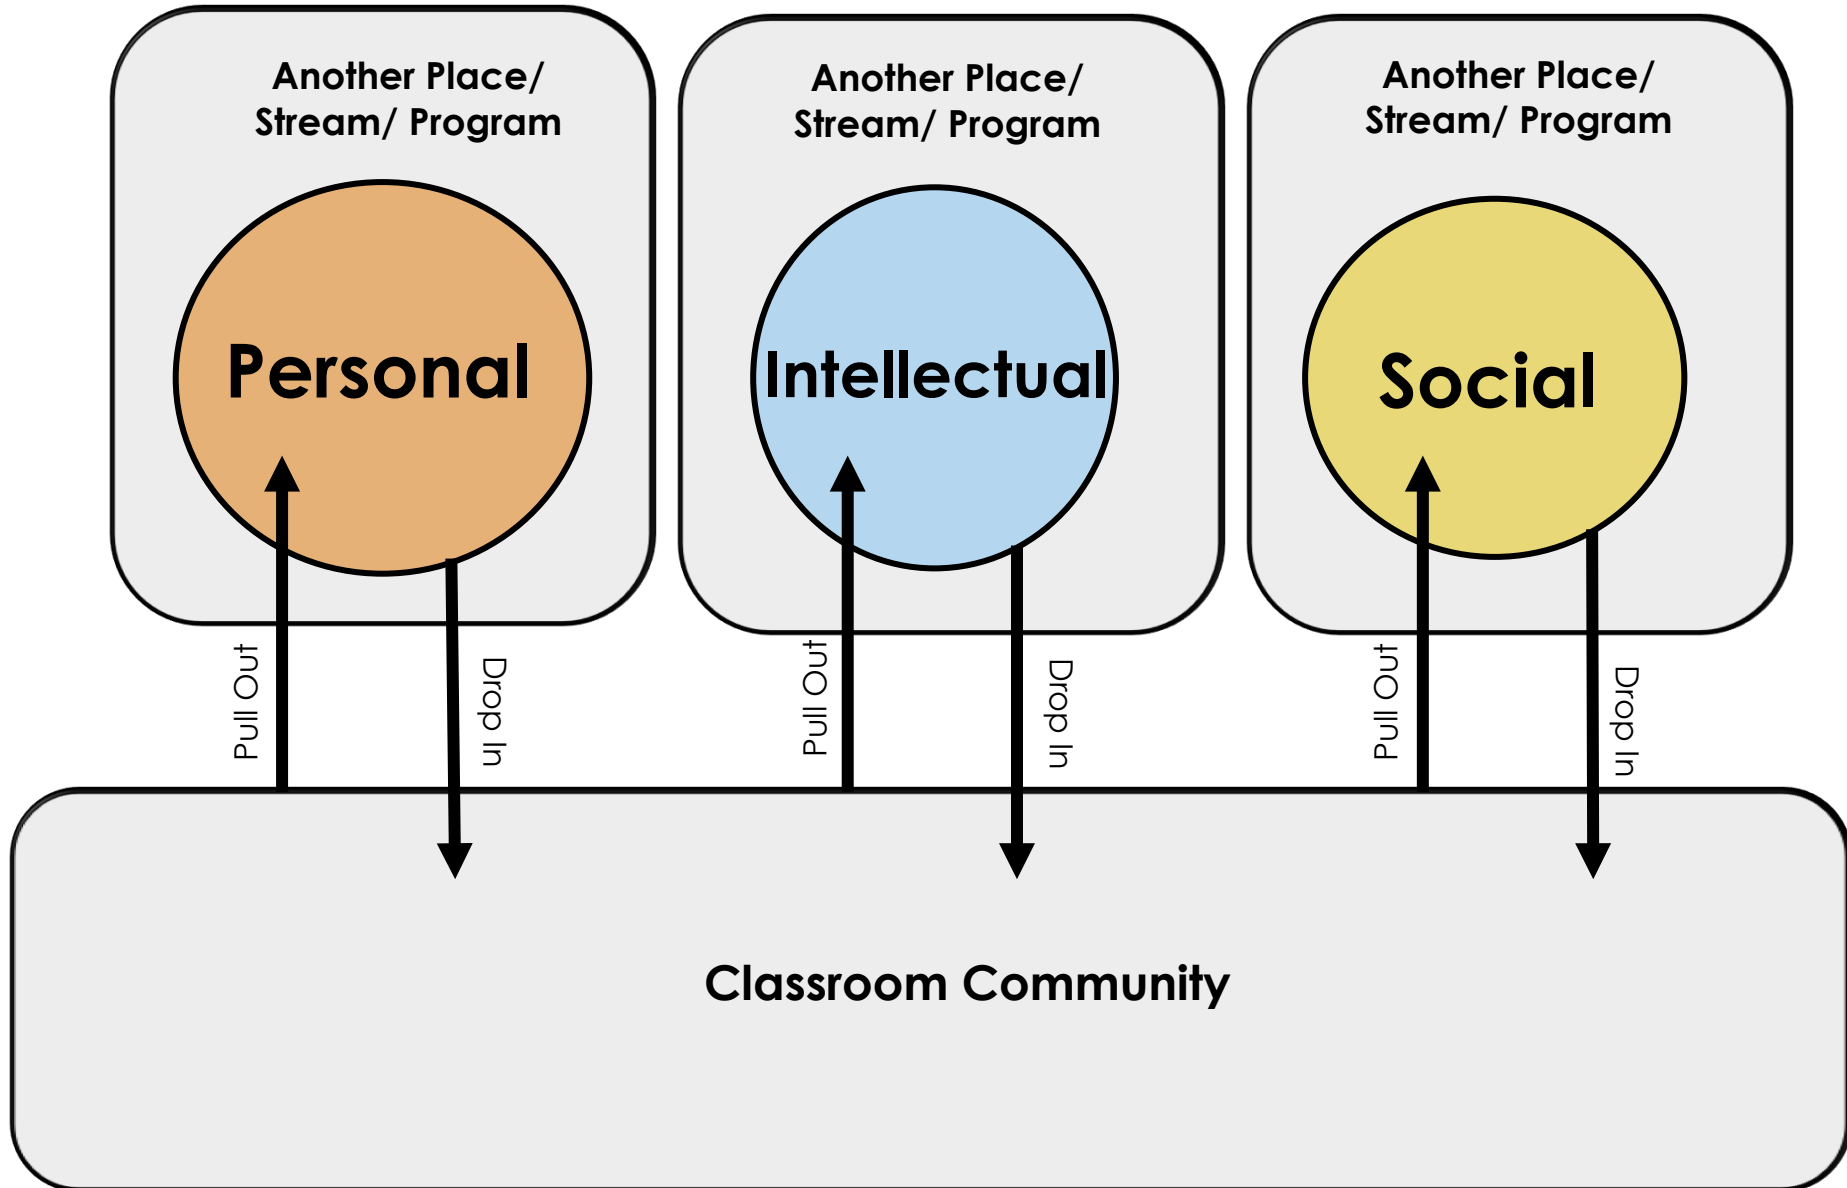 Another Place/
Stream/ Program
Another Place/
Stream/ Program
Another Place/
Stream/ Program
Personal
Intellectual
Social
Pull Out
Drop In
Pull Out
Drop In
Pull Out
Drop In
Classroom Community